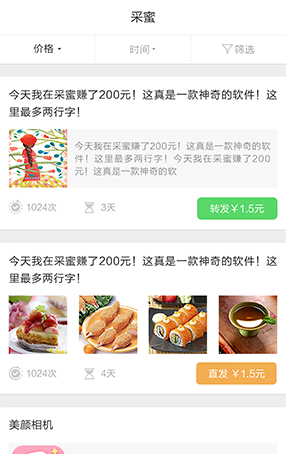 采蜜
价格 时间 筛选
今天我在采蜜赚了200元！这真是一款神奇的软件！这
里最多两行字！
今天我在采蜜赚了200元！这真是一款神奇的软
件！这里最多两行字！今天我在采蜜赚了200元
！这真是一款神奇的软
1024次 3天 转发￥1.5元
今天我在采蜜赚了200元！这真是一款神奇的软件！这
里最多两行字！
1024次 4天 直发￥1.5元
美颜相机